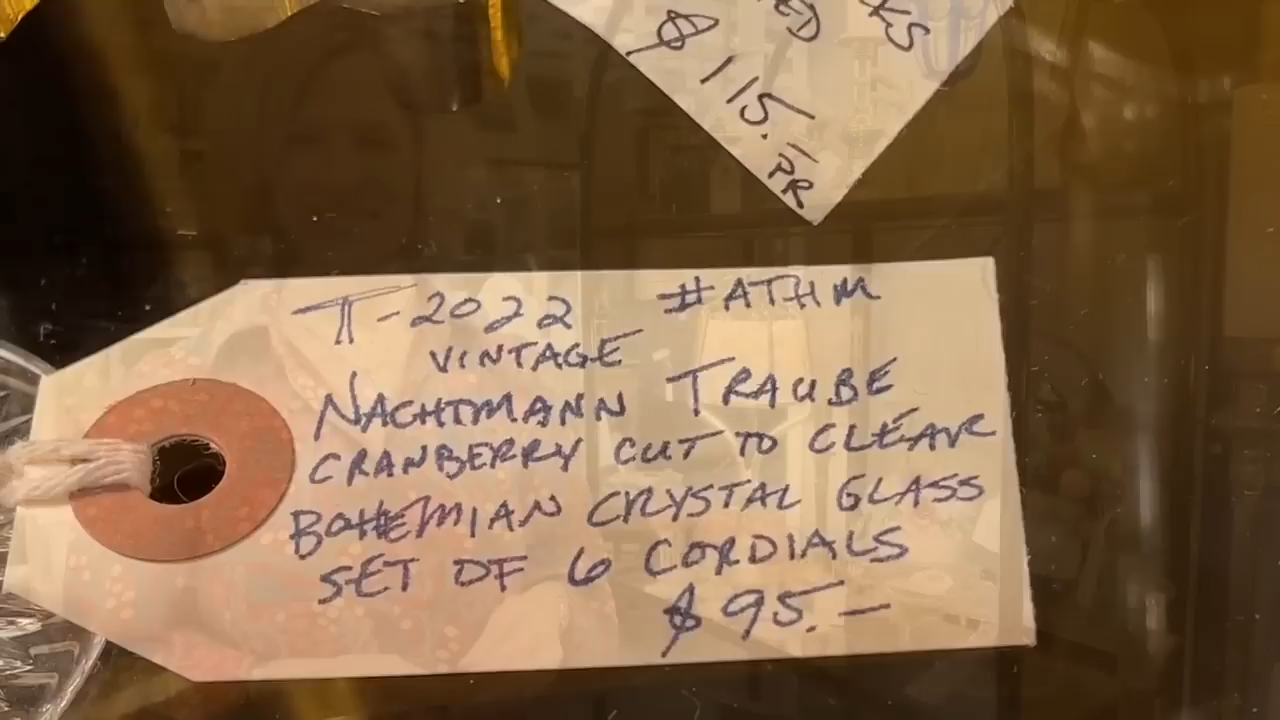 $115.—
PR
T-2022 #ATHM
VINTAGE
NACHTMANN TRAUBE
CRANBERRY CUT TO CLEAR
BOHEMIAN CRYSTAL GLASS
SET OF 6 CORDIALS
$95.—